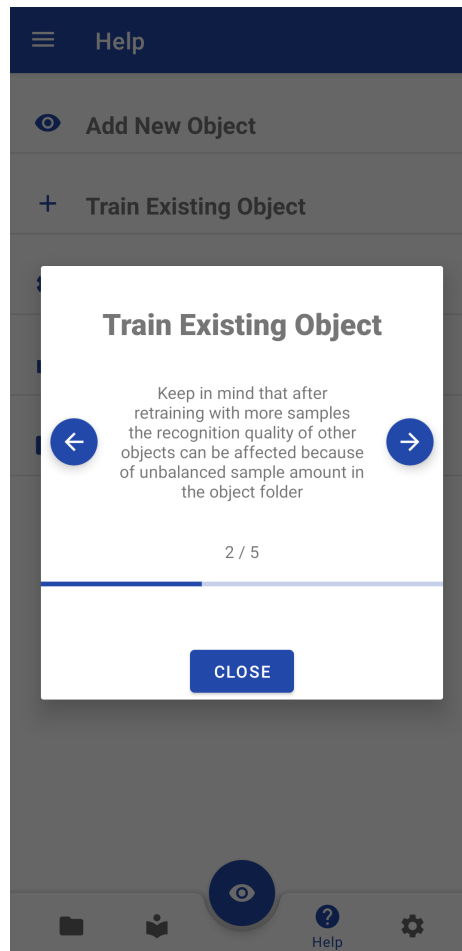 Help
Add New Object
Train Existing Object
Train Existing Object
Keep in mind that after
retraining with more samples
the recognition quality of other
objects can be affected because
of unbalanced sample amount in
the object folder
2 / 5
CLOSE
Help